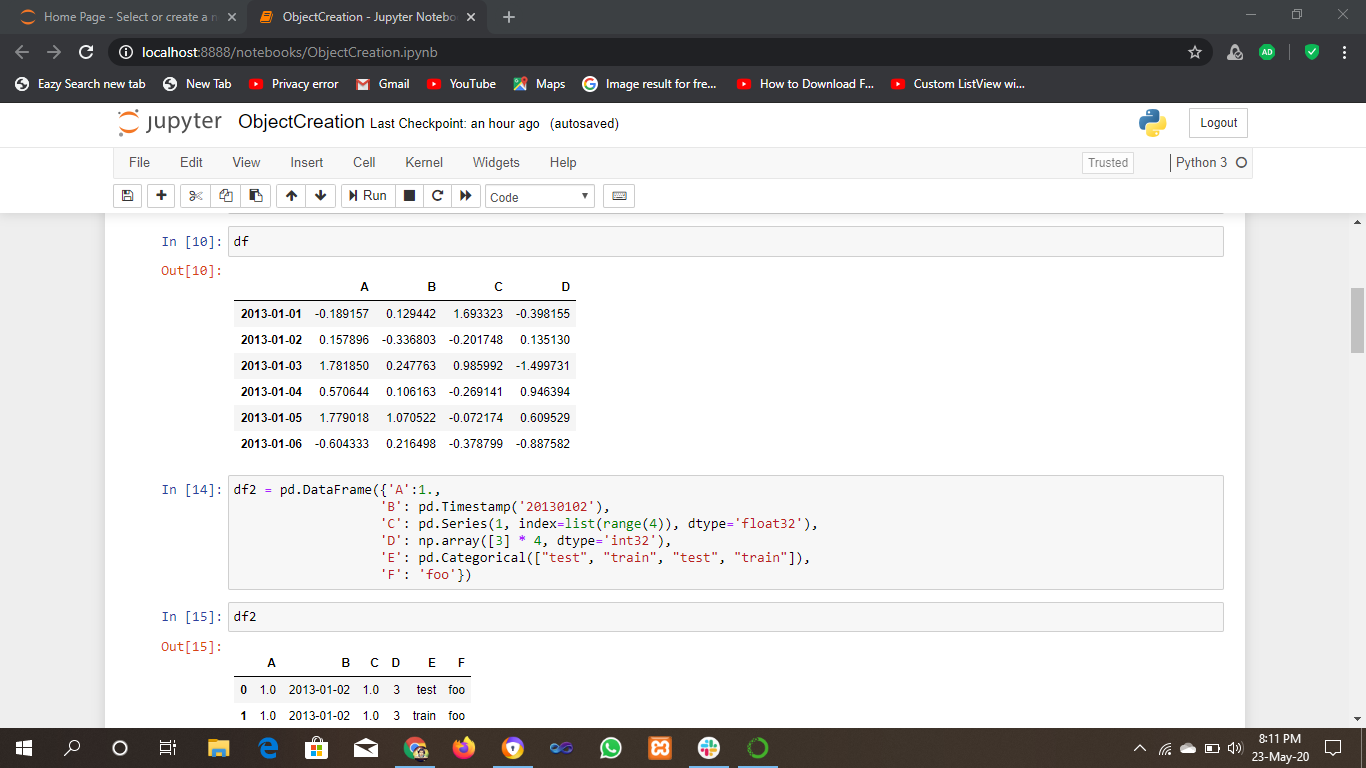 Home Page - Select or create a n
ObjectCreation - Jupyter Notebo
localhost:8888/notebooks/ObjectCreation.ipynb
AD
Eazy Search new tab New Tab Privacy error Gmail YouTube Maps Image result for fre... How to Download F... Custom ListView wi...
jupyter ObjectCreation Last Checkpoint: an hour ago (autosaved) Logout
File Edit View Insert Cell Kernel Widgets Help Trusted Python 3
Run Code
In [10]: df
Out[10]:
A B C D
2013-01-01 -0.189157 0.129442 1.693323 -0.398155
2013-01-02 0.157896 -0.336803 -0.201748 0.135130
2013-01-03 1.781850 0.247763 0.985992 -1.499731
2013-01-04 0.570644 0.106163 -0.269141 0.946394
2013-01-05 1.779018 1.070522 -0.072174 0.609529
2013-01-06 -0.604333 0.216498 -0.378799 -0.887582
In [14]: df2 = pd.DataFrame({'A':1.,
'B': pd.Timestamp('20130102'),
'C': pd.Series(1, index=list(range(4)), dtype='float32'),
'D': np.array([3] * 4, dtype='int32'),
'E': pd.Categorical(["test", "train", "test", "train"]),
'F': 'foo'})
In [15]: df2
Out[15]:
A B C D E F
0 1.0 2013-01-02 1.0 3 test foo
1 1.0 2013-01-02 1.0 3 train foo
8:11 PM
23-May-20